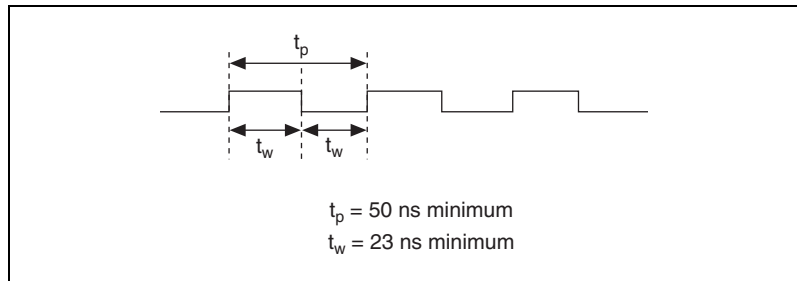 tp
tw tw
tp = 50 ns minimum
tw = 23 ns minimum